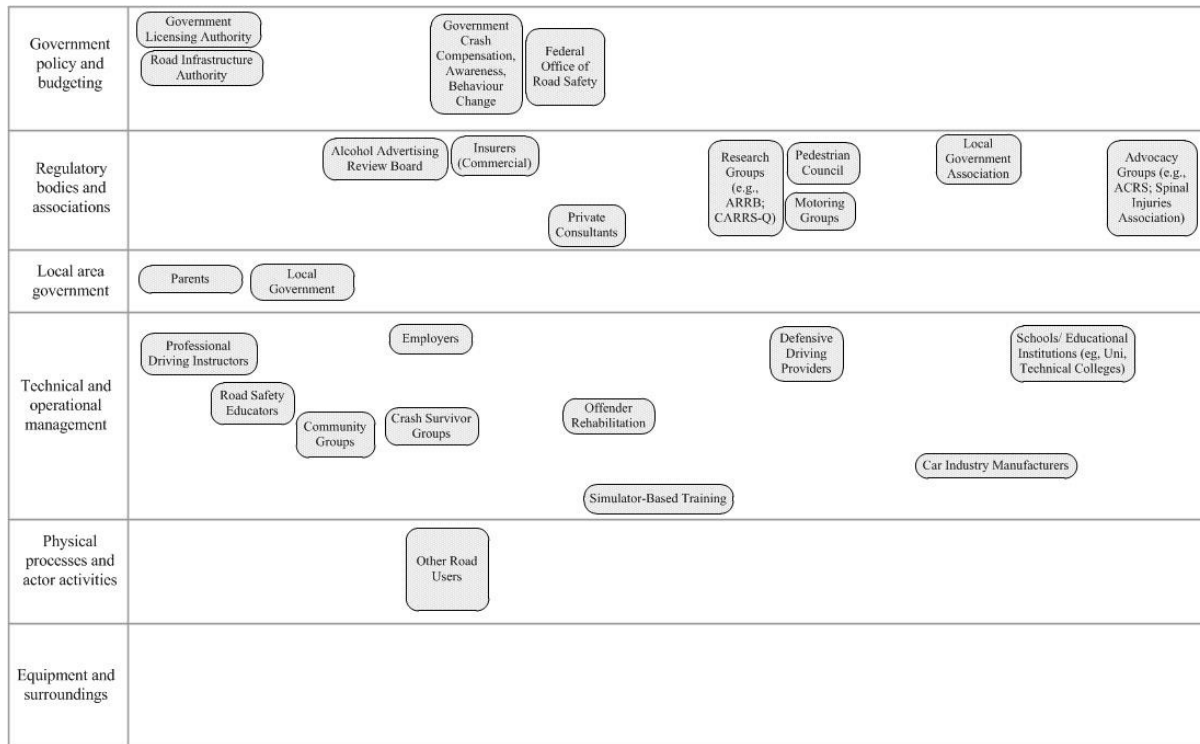 Government
policy and
budgeting
Government
Licensing Authority
Road Infrastructure
Authority
Government
Crash
Compensation,
Awareness,
Behaviour
Change
Federal
Office of
Road Safety
Regulatory
bodies and
associations
Alcohol Advertising
Review Board
Insurers
(Commercial)
Private
Consultants
Research
Groups
(e.g.,
ARRB;
CARRS-Q)
Pedestrian
Council
Motoring
Groups
Local
Government
Association
Advocacy
Groups (e.g.,
ACRS; Spinal
Injuries
Association)
Local area
government
Parents
Local
Government
Technical and
operational
management
Professional
Driving Instructors
Road Safety
Educators
Community
Groups
Employers
Crash Survivor
Groups
Offender
Rehabilitation
Simulator-Based Training
Defensive
Driving
Providers
Car Industry Manufacturers
Schools/ Educational
Institutions (eg, Uni,
Technical Colleges)
Physical
processes and
actor activities
Other Road
Users
Equipment and
surroundings